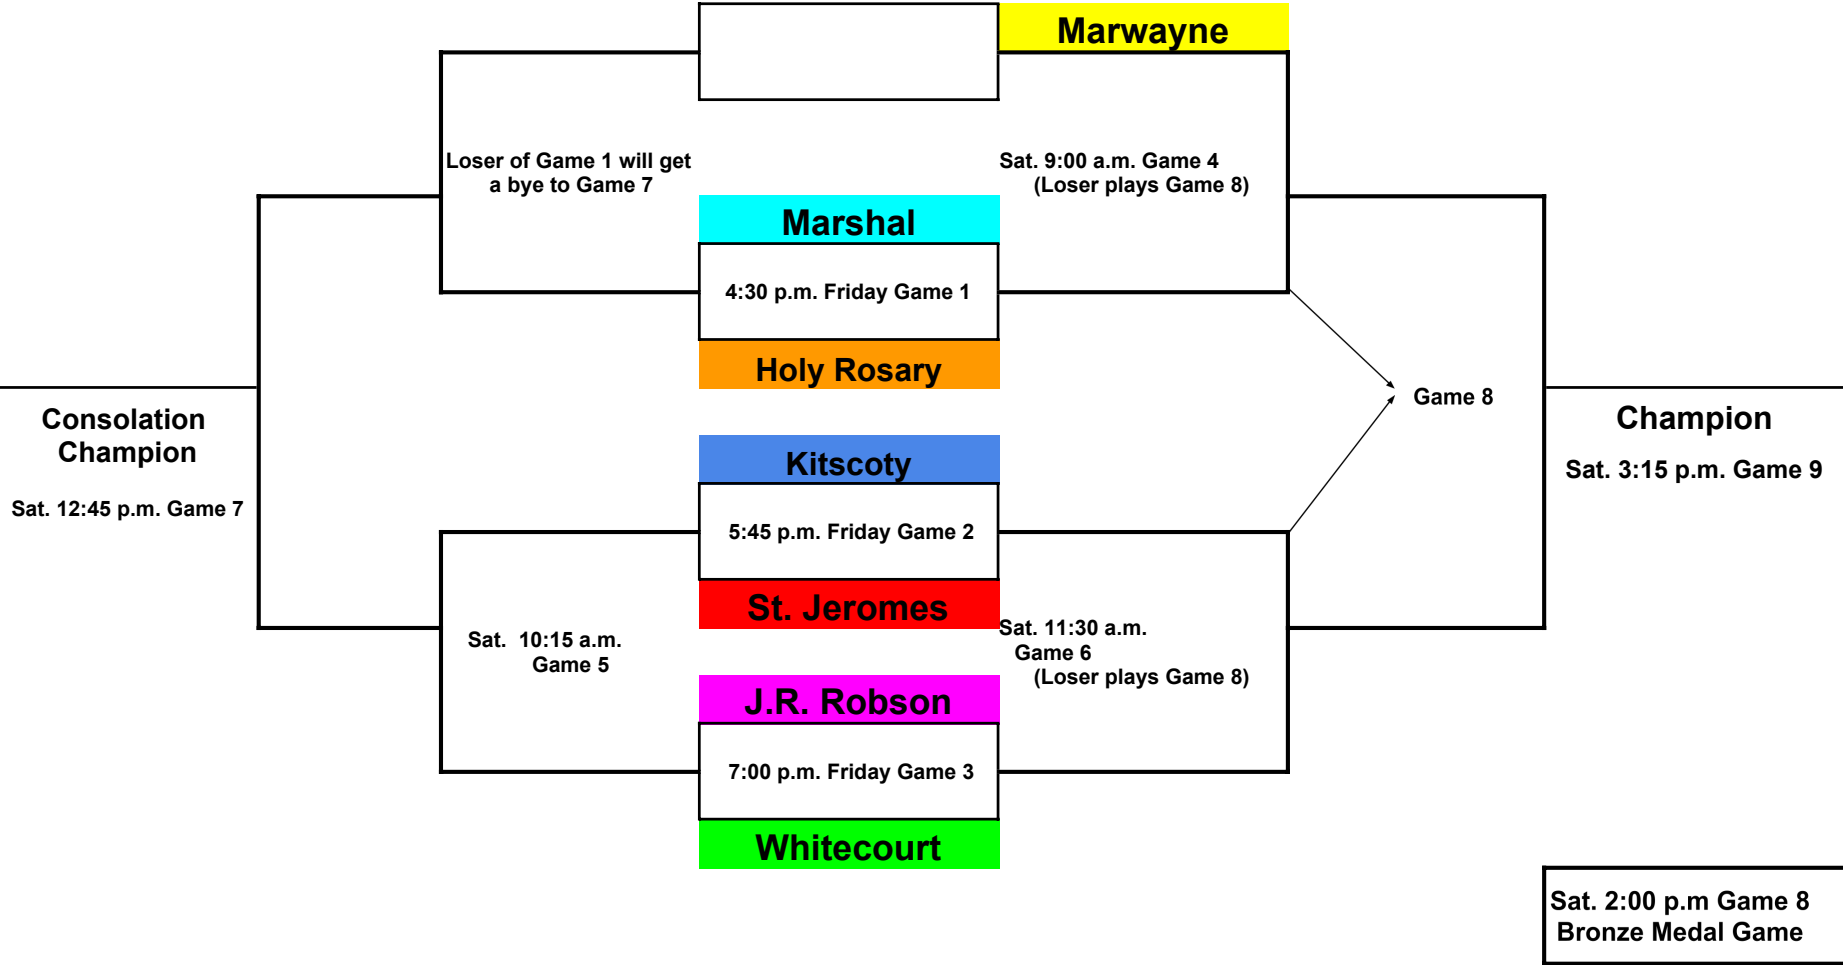 Marwayne
Loser of Game 1 will get
a bye to Game 7
Sat. 9:00 a.m. Game 4
(Loser plays Game 8)
Marshal
4:30 p.m. Friday Game 1
Holy Rosary
Game 8
Consolation
Champion
Sat. 12:45 p.m. Game 7
Champion
Sat. 3:15 p.m. Game 9
Kitscoty
5:45 p.m. Friday Game 2
St. Jeromes
Sat.  10:15 a.m.
Game 5
Sat. 11:30 a.m.
Game 6
(Loser plays Game 8)
J.R. Robson
7:00 p.m. Friday Game 3
Whitecourt
Sat. 2:00 p.m Game 8
Bronze Medal Game